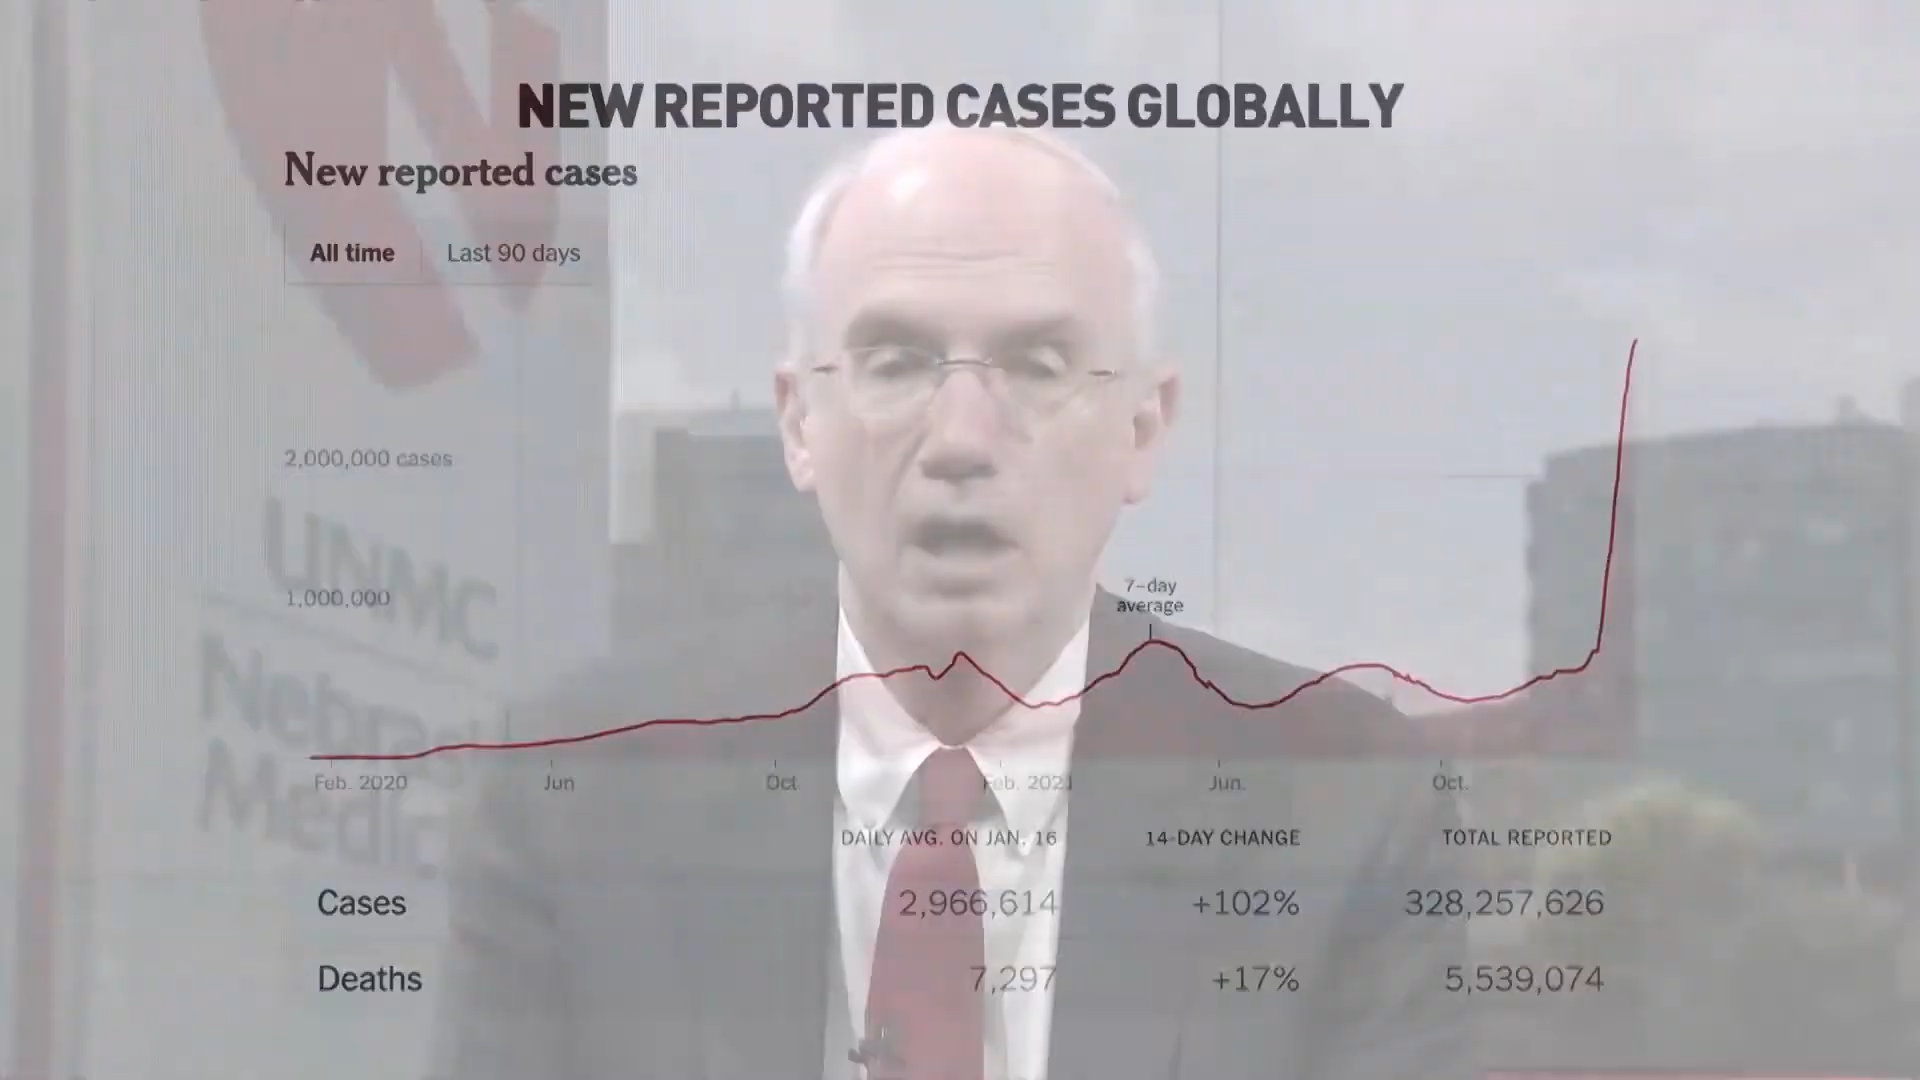 NEW REPORTED CASES GLOBALLY
New reported cases
All time Last 90 days
2,000,000 cases
UNMC
1,000,000
7-day
average
Nebras
Medic
Feb. 2020 Jun Oct Feb. 2021 Jun. Oct.
DAILY AVG. ON JAN. 16 14-DAY CHANGE TOTAL REPORTED
Cases 2,966,614 +102% 328,257,626
Deaths 7,297 +17% 5,539,074